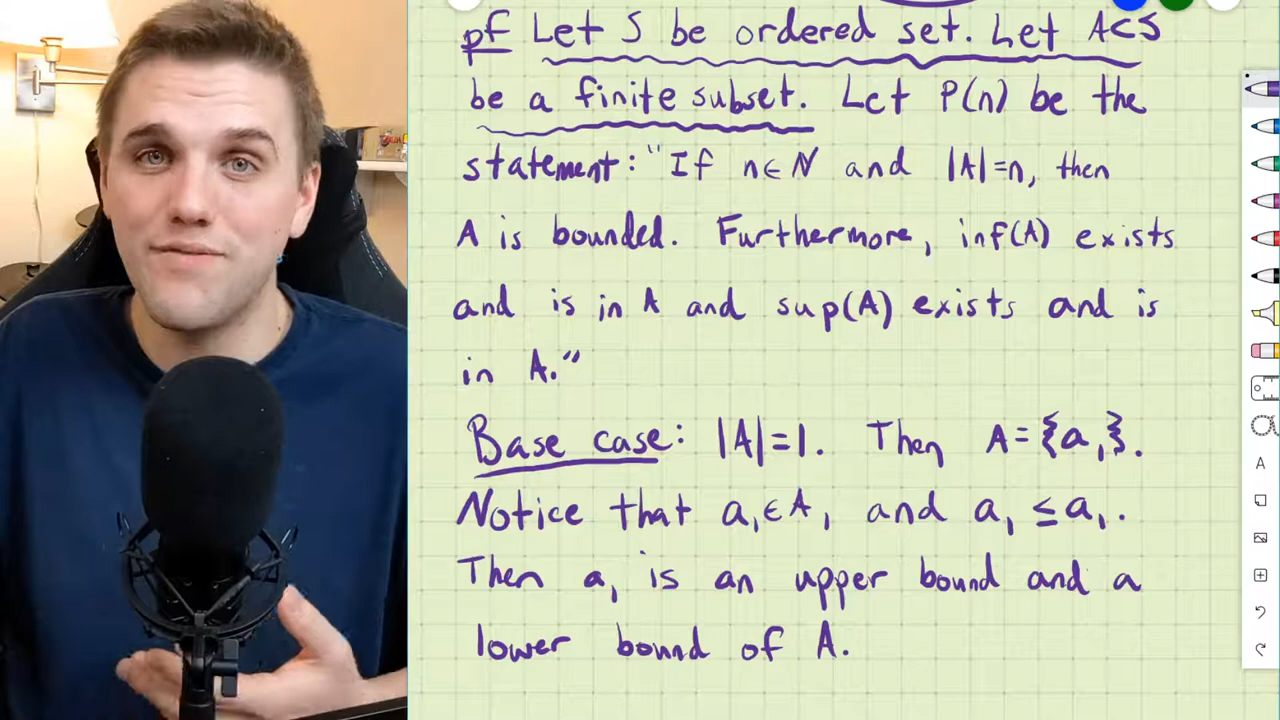 pf Let S be ordered set. Let A⊂S
be a finite subset. Let P(n) be the
statement: "If n∈N and |A|=n, then
A is bounded. Furthermore, inf(A) exists
and is in A and sup(A) exists and is
in A."
Base case: |A|=1. Then A={a₁}.
Notice that a₁∈A, and a₁≤a₁.
Then a₁ is an upper bound and a
lower bound of A.
A